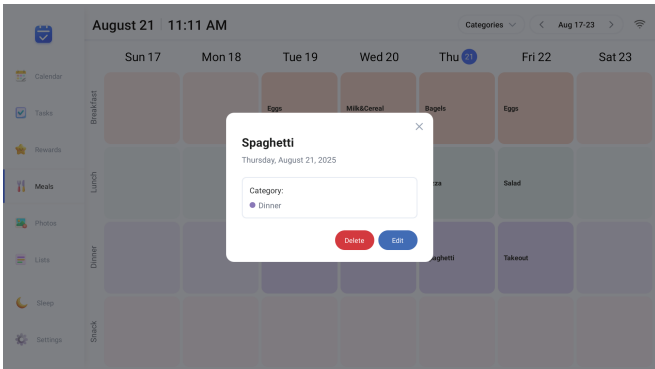 August 21 11:11 AM
Categories
Aug 17-23
Sun 17
Mon 18
Tue 19
Wed 20
Thu 21
Fri 22
Sat 23
Calendar
Tasks
Rewards
Meals
Photos
Lists
Sleep
Settings
Breakfast
Eggs
Milk&Cereal
Bagels
Eggs
Lunch
zza
Salad
Dinner
aghetti
Takeout
Snack
Spaghetti
Thursday, August 21, 2025
Category:
Dinner
Delete
Edit